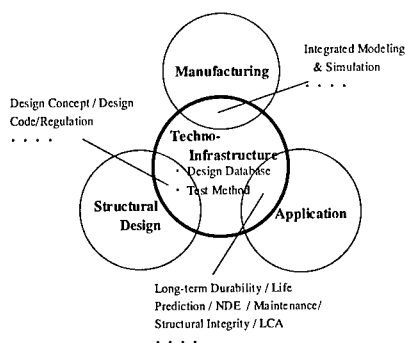 Manufacturing
Integrated Modeling
& Simulation
. . . .
Design Concept / Design
Code/Regulation
. . . .
Techno-
Infrastructure
· Design Database
· Test Method
Structural
Design
Application
Long-term Durability / Life
Prediction / NDE / Maintenance/
Structural Integrity / LCA
. . . .